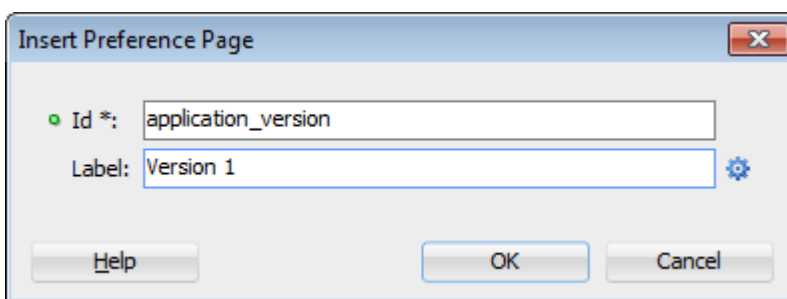 Insert Preference Page
Id *: application_version
Label: Version 1
Help OK Cancel